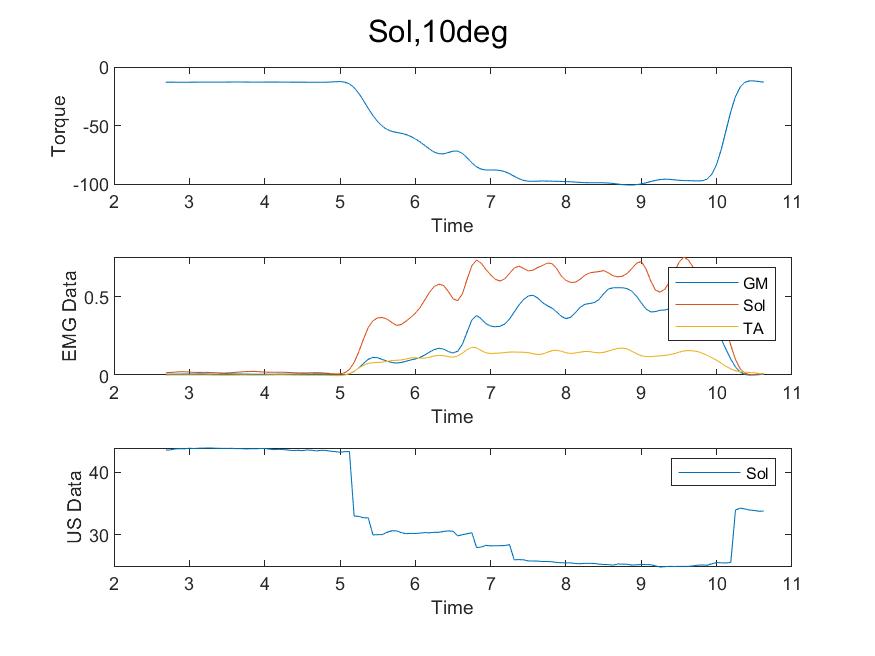 Sol,10deg
0
-50
-100
Torque
2 3 4 5 6 7 8 9 10 11
Time
0.5
0
EMG Data
GM
Sol
TA
2 3 4 5 6 7 8 9 10 11
Time
40
30
US Data
Sol
2 3 4 5 6 7 8 9 10 11
Time